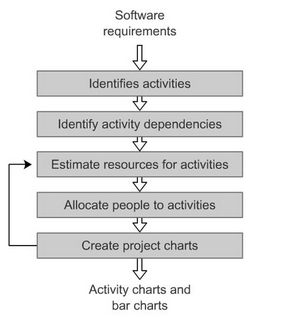 Software
requirements
Identifies activities
Identify activity dependencies
Estimate resources for activities
Allocate people to activities
Create project charts
Activity charts and
bar charts